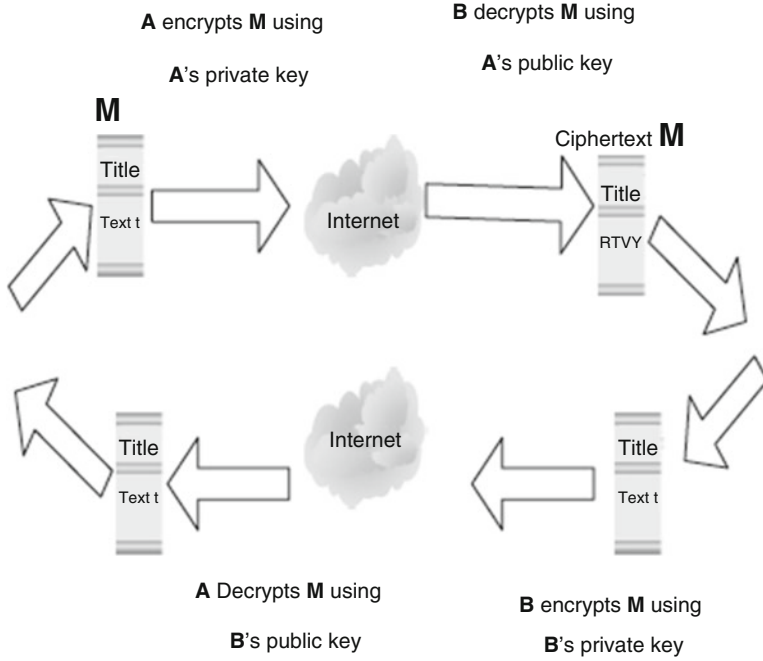 A encrypts M using
A's private key
B decrypts M using
A's public key
M
Title
Text t
Internet
Ciphertext M
Title
RTVY
Title
Text t
Internet
Title
Text t
A Decrypts M using
B's public key
B encrypts M using
B's private key